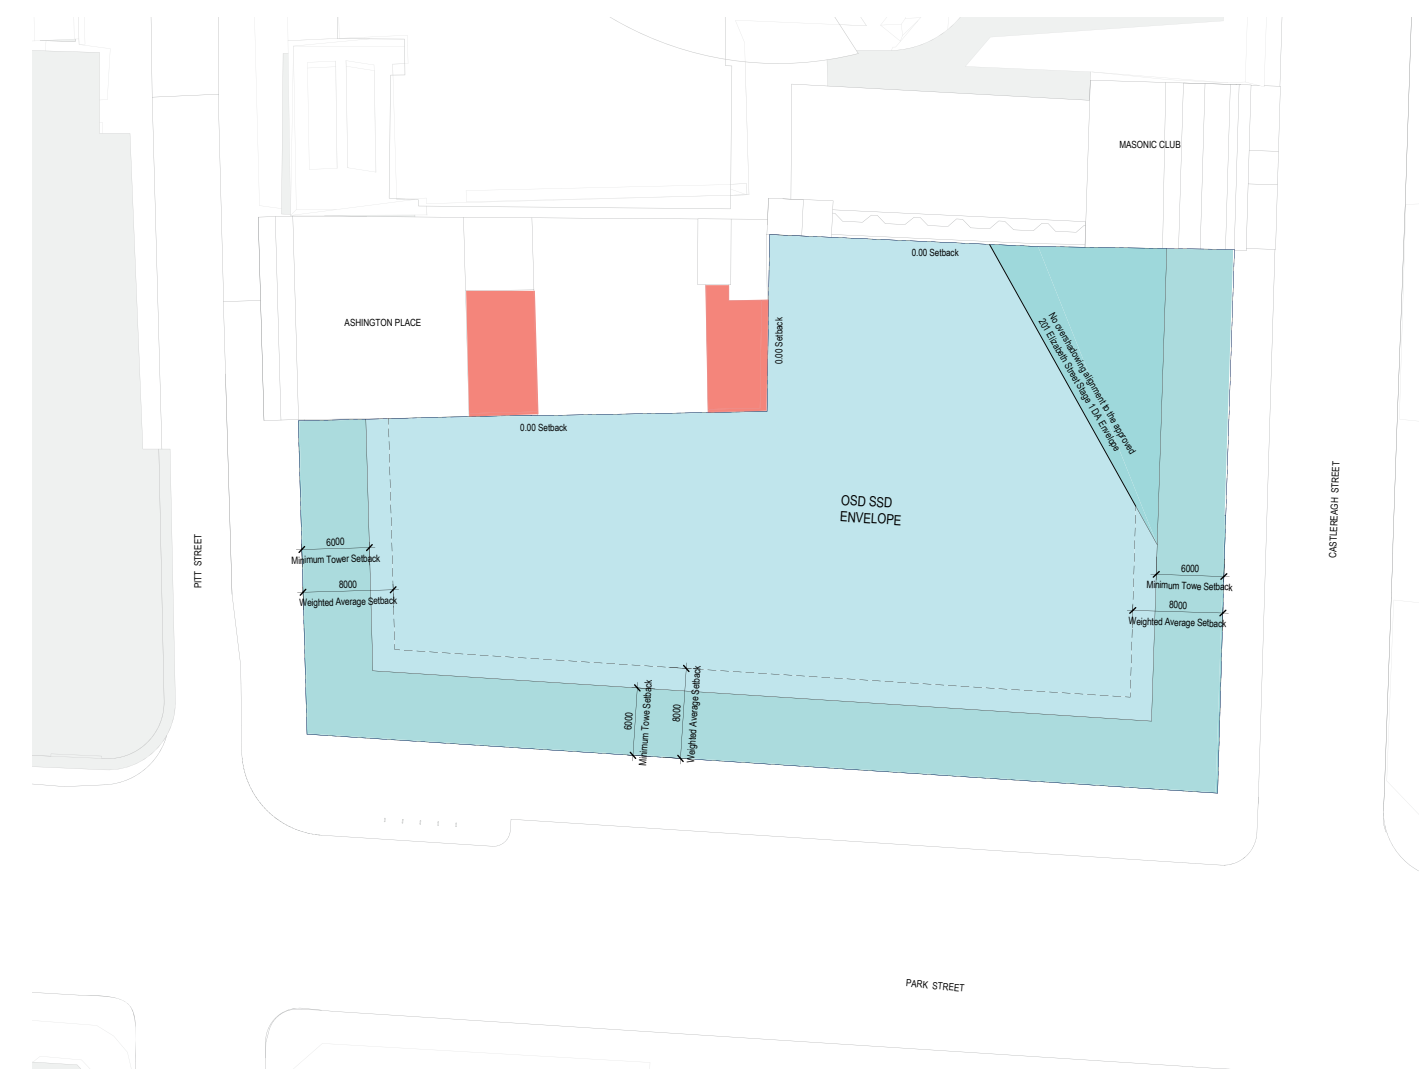 MASONIC CLUB
0.00 Setback
ASHINGTON PLACE
0.00 Setback
No overshadowing alignment to the approved
201 Elizabeth Street Stage 1 DA Envelope
0.00 Setback
OSD SSD
ENVELOPE
CASTLEREAGH STREET
PITT STREET
6000
Minimum Tower Setback
8000
Weighted Average Setback
6000
Minimum Towe Setback
8000
Weighted Average Setback
6000
Minimum Towe Setback
8000
Weighted Average Setback
PARK STREET